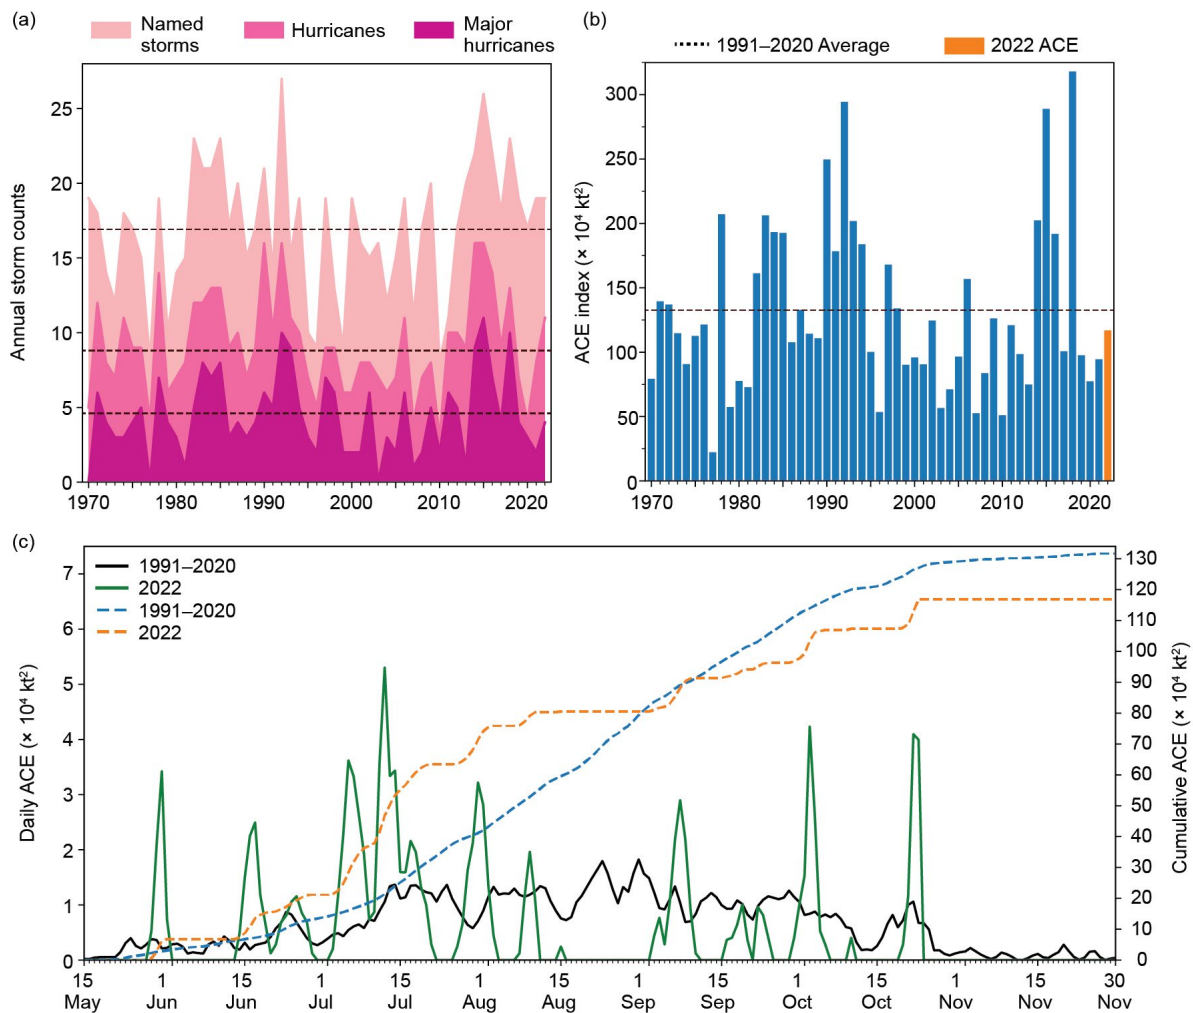 (a)
Named
storms
Hurricanes
Major
hurricanes
Annual storm counts
25
20
15
10
5
0
1970 1980 1990 2000 2010 2020
(b)
1991–2020 Average
2022 ACE
ACE index (× 10⁴ kt²)
300
250
200
150
100
50
0
1970 1980 1990 2000 2010 2020
(c)
1991–2020
2022
1991–2020
2022
Daily ACE (× 10⁴ kt²)
7
6
5
4
3
2
1
0
Cumulative ACE (× 10⁴ kt²)
130
120
110
100
90
80
70
60
50
40
30
20
10
0
15 1 15 1 15 1 15 1 15 1 15 1 15 30
May Jun Jun Jul Jul Aug Aug Sep Sep Oct Oct Nov Nov Nov